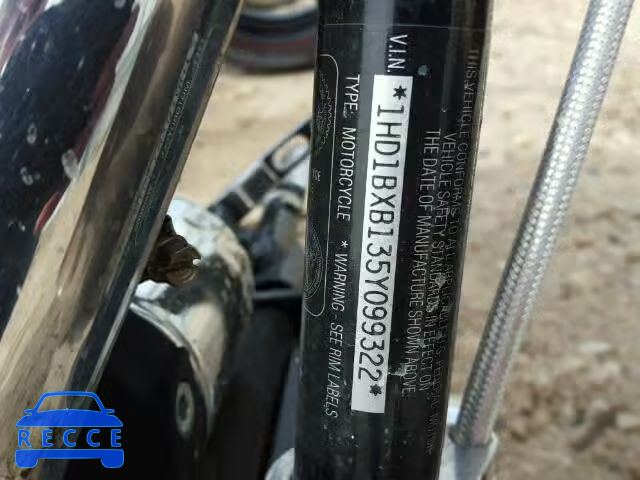 THIS VEHICLE CONFORMS TO ALL
VEHICLE SAFETY STANDARDS IN EFFECT ON
THE DATE OF MANUFACTURE SHOWN ABOVE.
V.I.N. *1HD1BXB135Y099322*
TYPE: MOTORCYCLE * WARNING - SEE RIM LABELS
RECCE